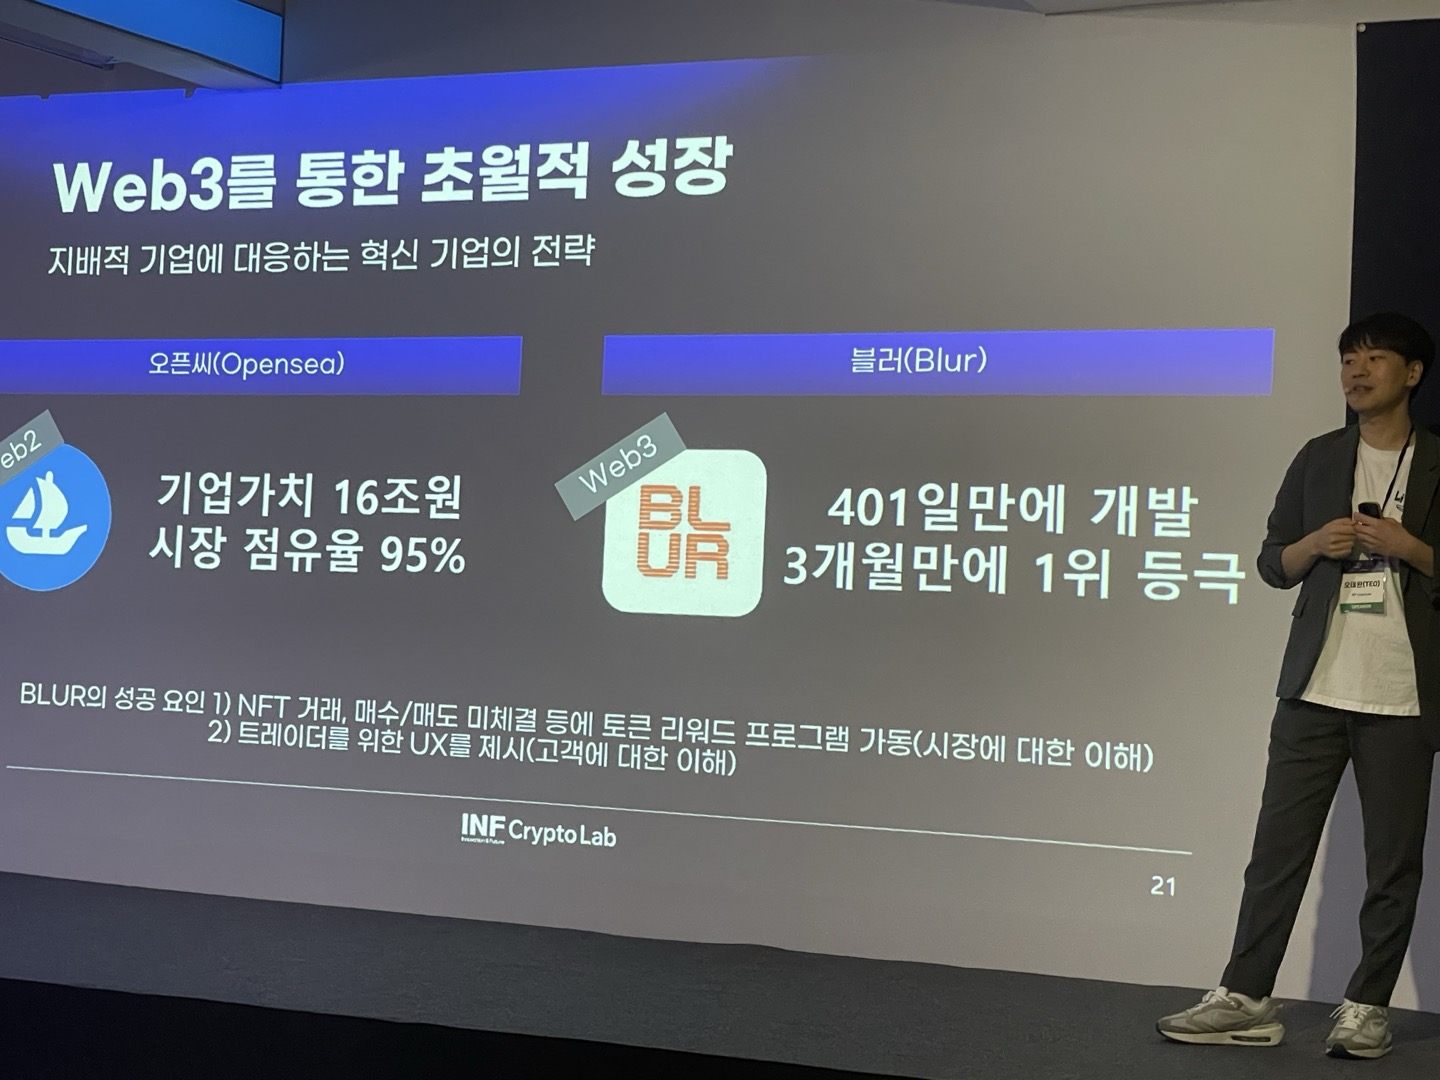 Web3를 통한 초월적 성장
지배적 기업에 대응하는 혁신 기업의 전략
오픈씨(Opensea)
블러(Blur)
eb2
기업가치 16조원
시장 점유율 95%
Web3
BL
UR
401일만에 개발
3개월만에 1위 등극
BLUR의 성공 요인 1) NFT 거래, 매수/매도 미체결 등에 토큰 리워드 프로그램 가동(시장에 대한 이해)
2) 트레이더를 위한 UX를 제시(고객에 대한 이해)
INF Crypto Lab
21